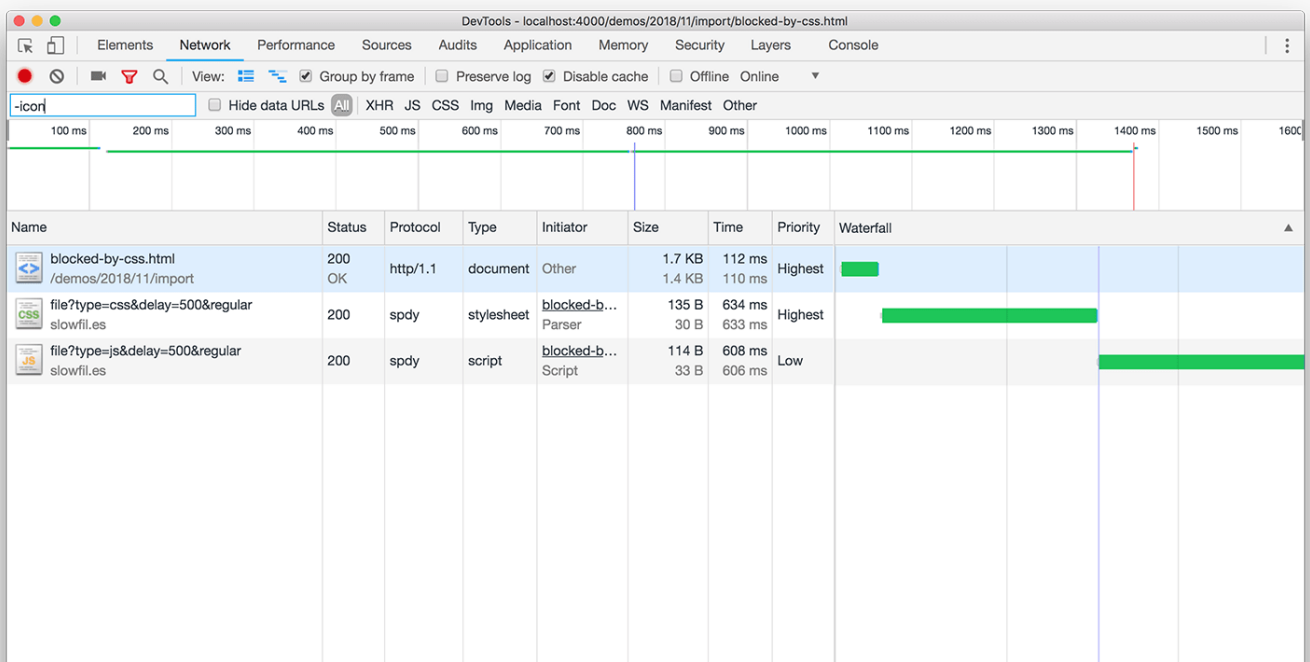 DevTools - localhost:4000/demos/2018/11/import/blocked-by-css.html
Elements Network Performance Sources Audits Application Memory Security Layers Console
View: Group by frame Preserve log Disable cache Offline Online
-icon Hide data URLs All XHR JS CSS Img Media Font Doc WS Manifest Other
100 ms 200 ms 300 ms 400 ms 500 ms 600 ms 700 ms 800 ms 900 ms 1000 ms 1100 ms 1200 ms 1300 ms 1400 ms 1500 ms 1600
Name Status Protocol Type Initiator Size Time Priority Waterfall
blocked-by-css.html 200 http/1.1 document Other 1.7 KB 112 ms Highest
/demos/2018/11/import OK 1.4 KB 110 ms
CSS file?type=css&delay=500&regular 200 spdy stylesheet blocked-b... 135 B 634 ms Highest
slowfil.es Parser 30 B 633 ms
JS file?type=js&delay=500&regular 200 spdy script blocked-b... 114 B 608 ms Low
slowfil.es Script 33 B 606 ms